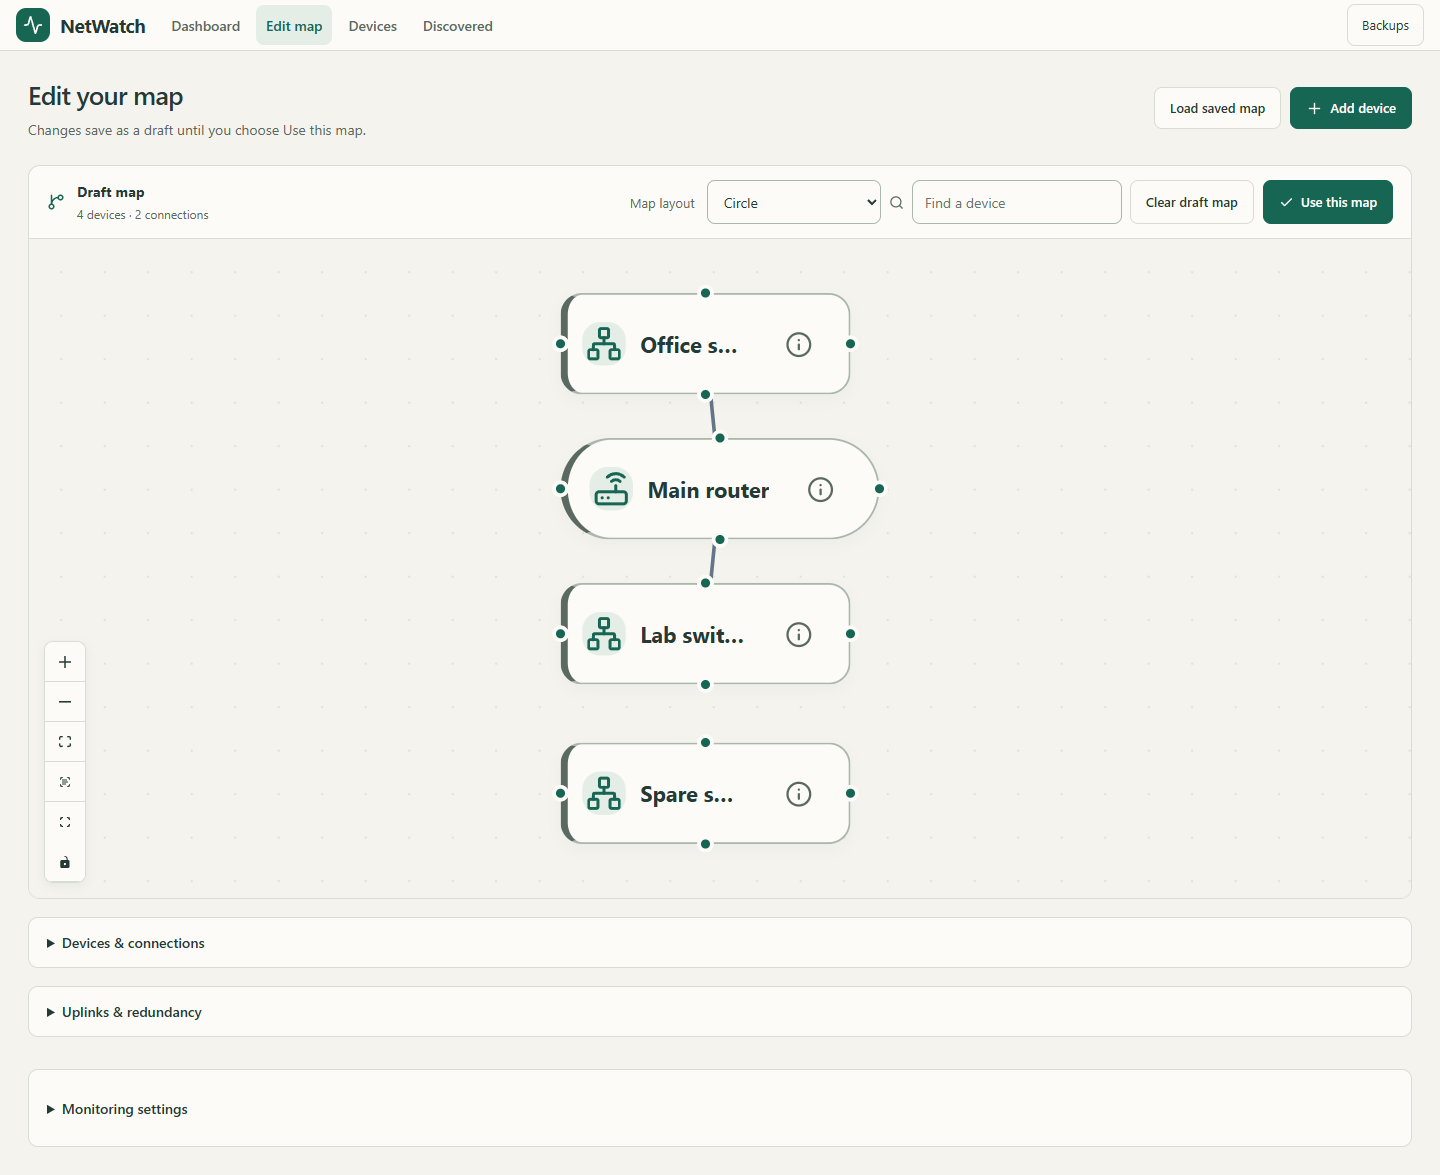 NetWatch
Dashboard
Edit map
Devices
Discovered
Backups
Edit your map
Changes save as a draft until you choose Use this map.
Load saved map
Add device
Draft map
4 devices · 2 connections
Map layout
Circle
Find a device
Clear draft map
Use this map
Office s...
Main router
Lab swit...
Spare s...
Devices & connections
Uplinks & redundancy
Monitoring settings